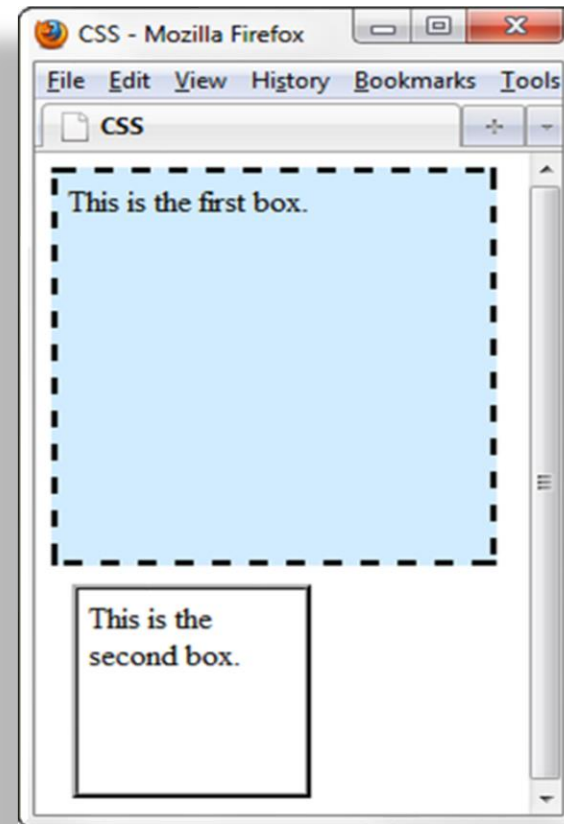 CSS - Mozilla Firefox
File Edit View History Bookmarks Tools
CSS
This is the first box.
This is the
second box.